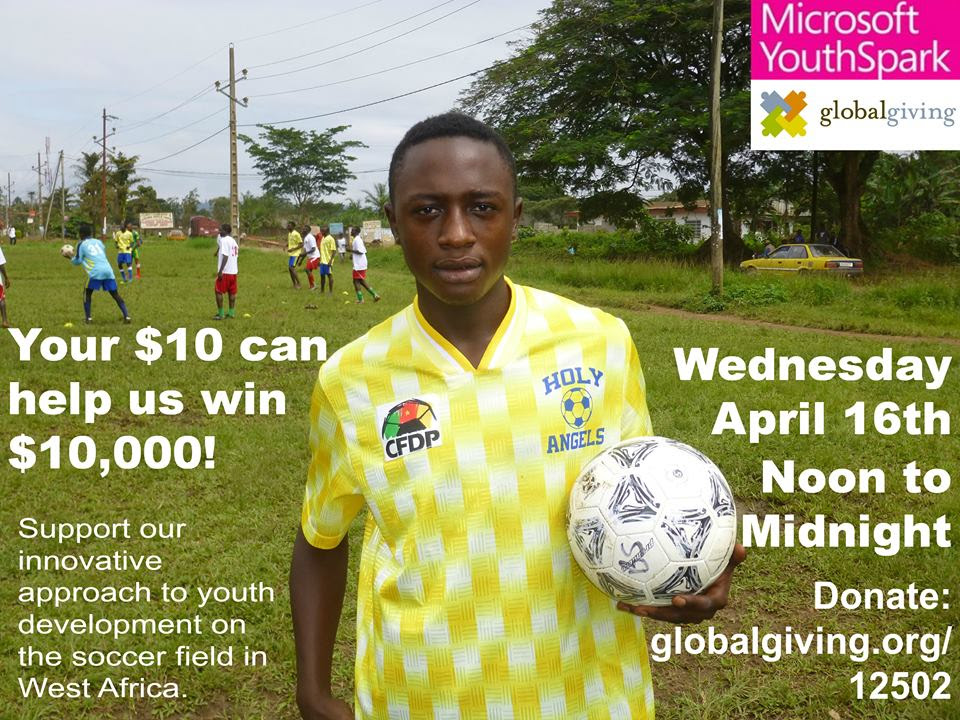 Microsoft
YouthSpark
globalgiving
Your $10 can
help us win
$10,000!
Support our
innovative
approach to youth
development on
the soccer field in
West Africa.
CFDP
HOLY
ANGELS
Wednesday
April 16th
Noon to
Midnight
Donate:
globalgiving.org/
12502